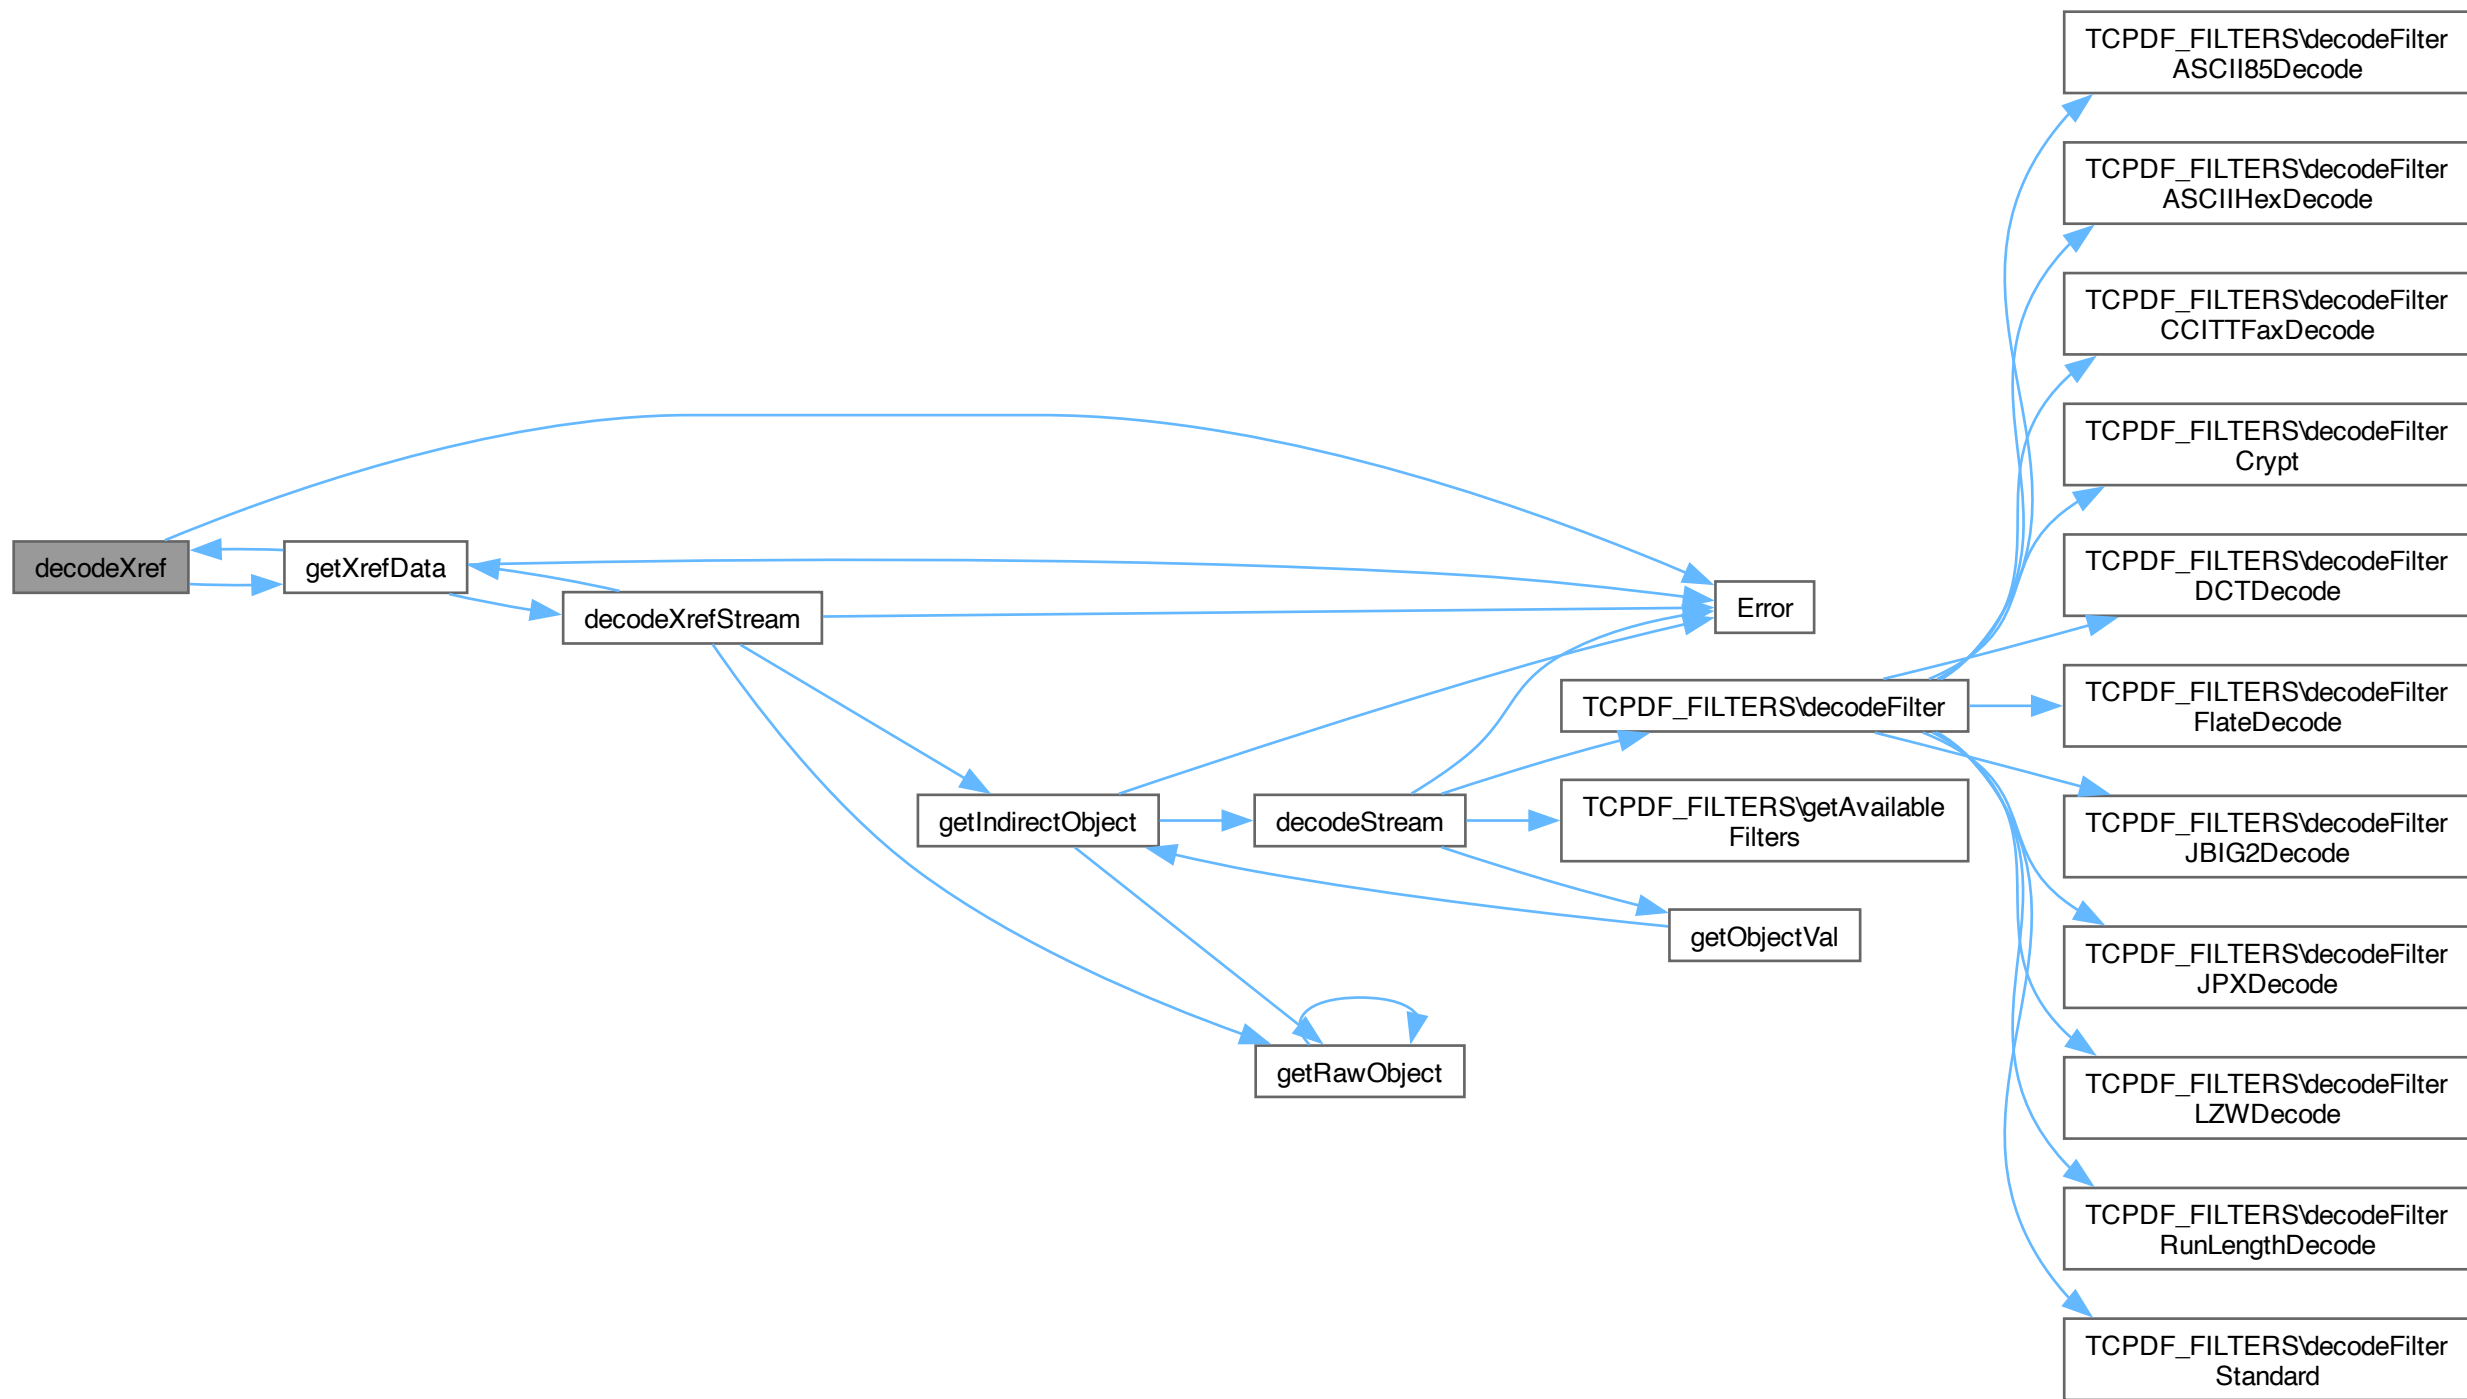 TCPDF_FILTERS\decodeFilter
ASCII85Decode
TCPDF_FILTERS\decodeFilter
ASCIIHexDecode
TCPDF_FILTERS\decodeFilter
CCITTFaxDecode
TCPDF_FILTERS\decodeFilter
Crypt
decodeXref
getXrefData
decodeXrefStream
Error
TCPDF_FILTERS\decodeFilter
DCTDecode
TCPDF_FILTERS\decodeFilter
TCPDF_FILTERS\decodeFilter
FlateDecode
getIndirectObject
decodeStream
TCPDF_FILTERS\getAvailable
Filters
TCPDF_FILTERS\decodeFilter
JBIG2Decode
getObjectVal
TCPDF_FILTERS\decodeFilter
JPXDecode
getRawObject
TCPDF_FILTERS\decodeFilter
LZWDecode
TCPDF_FILTERS\decodeFilter
RunLengthDecode
TCPDF_FILTERS\decodeFilter
Standard